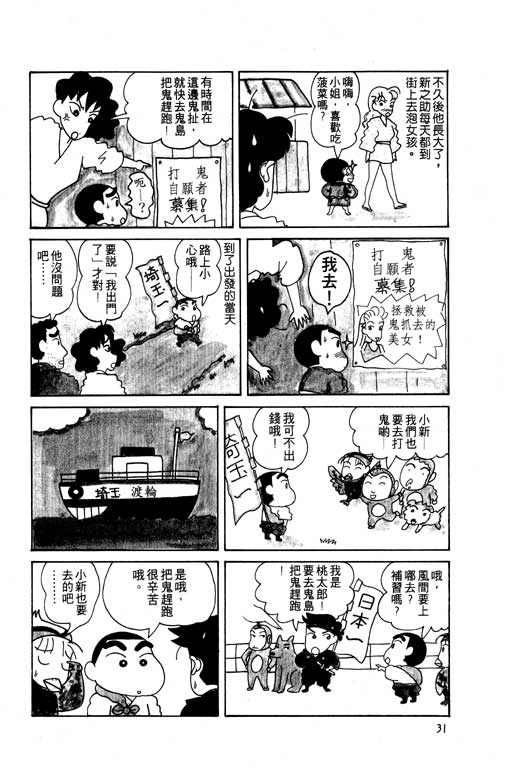 不久後他長大了，
新之助每天都到
街上去泡女孩。
嗨嗨，
小姐，喜歡吃
菠菜嗎？
有時間在
這邊鬼扯，
就快去鬼島
把鬼趕跑！
打鬼
自願者
募集！
呃—？
打鬼
自願者
募集！
拯救被
鬼抓去的
美女！
我去！
到了出發的當天
路上小
心哦——
埼玉一
要說「我出門
了」才對！
他沒問題
吧……
小新—
我們也
要去打
鬼喲—
我可不出
錢哦！
埼玉一
埼玉 渡輪
哦，
風間要上
哪去？
補習嗎？
日本一
我是
桃太郎！
要去鬼島
把鬼趕跑
是哦，
把鬼趕跑
很辛苦
哦。
小新也要
去的吧
………
31